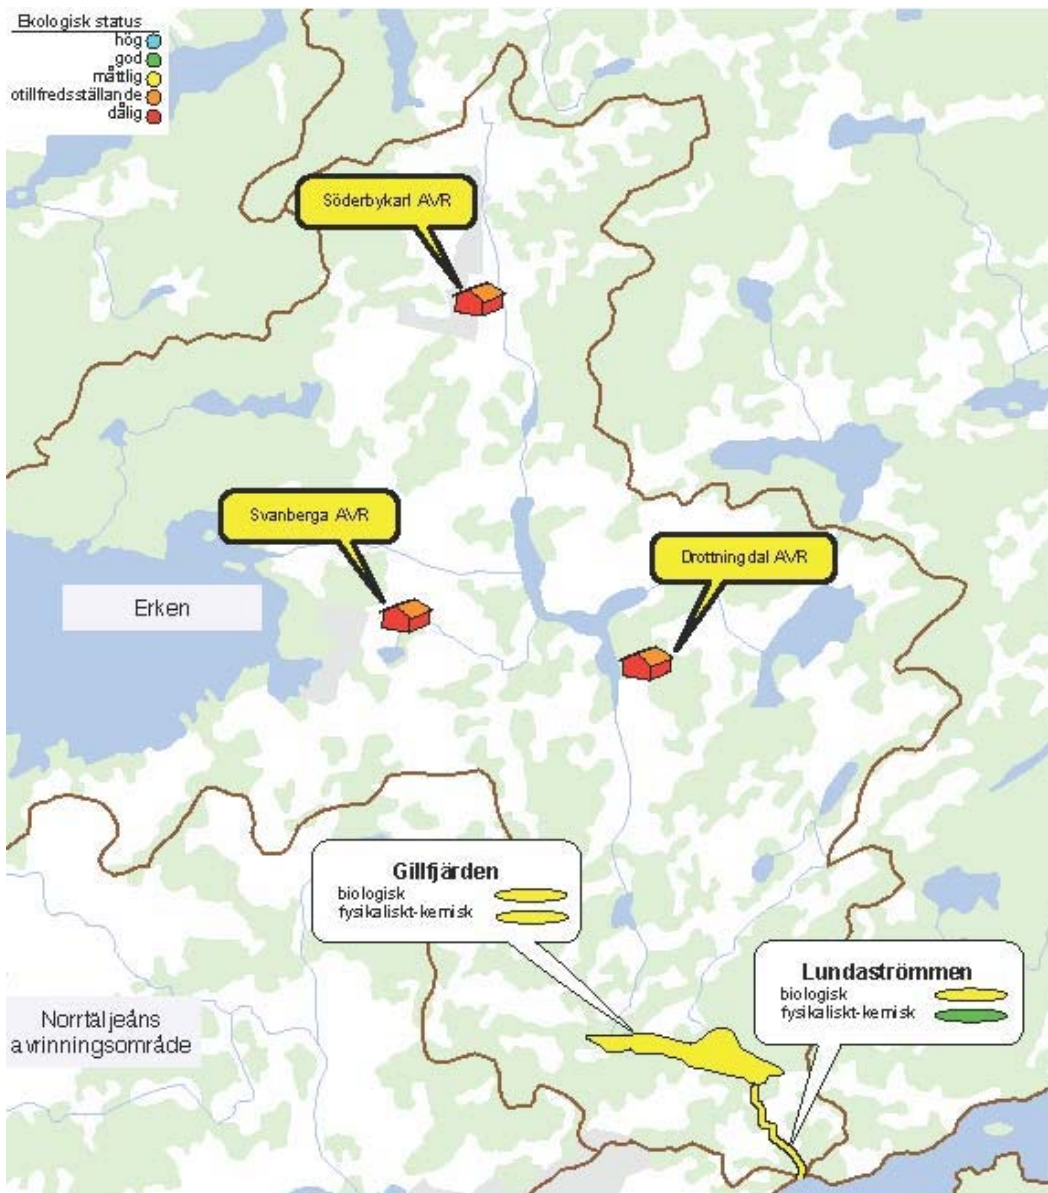 Ekologisk status
hög
god
måttlig
otillfredsställande
dålig
Söderbykarl AVR
Svanberga AVR
Drottningdal AVR
Erken
Gillfjärden
biologisk
fysikaliskt-kemisk
Lundaströmmen
biologisk
fysikaliskt-kemisk
Norrtäljeåns
avrinningsområde